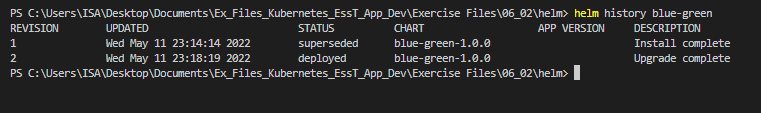 PS C:\Users\ISA\Desktop\Documents\Ex_Files_Kubernetes_EssT_App_Dev\Exercise Files\06_02\helm> helm history blue-green
REVISION UPDATED STATUS CHART APP VERSION DESCRIPTION
1 Wed May 11 23:14:14 2022 superseded blue-green-1.0.0 Install complete
2 Wed May 11 23:18:19 2022 deployed blue-green-1.0.0 Upgrade complete
PS C:\Users\ISA\Desktop\Documents\Ex_Files_Kubernetes_EssT_App_Dev\Exercise Files\06_02\helm>